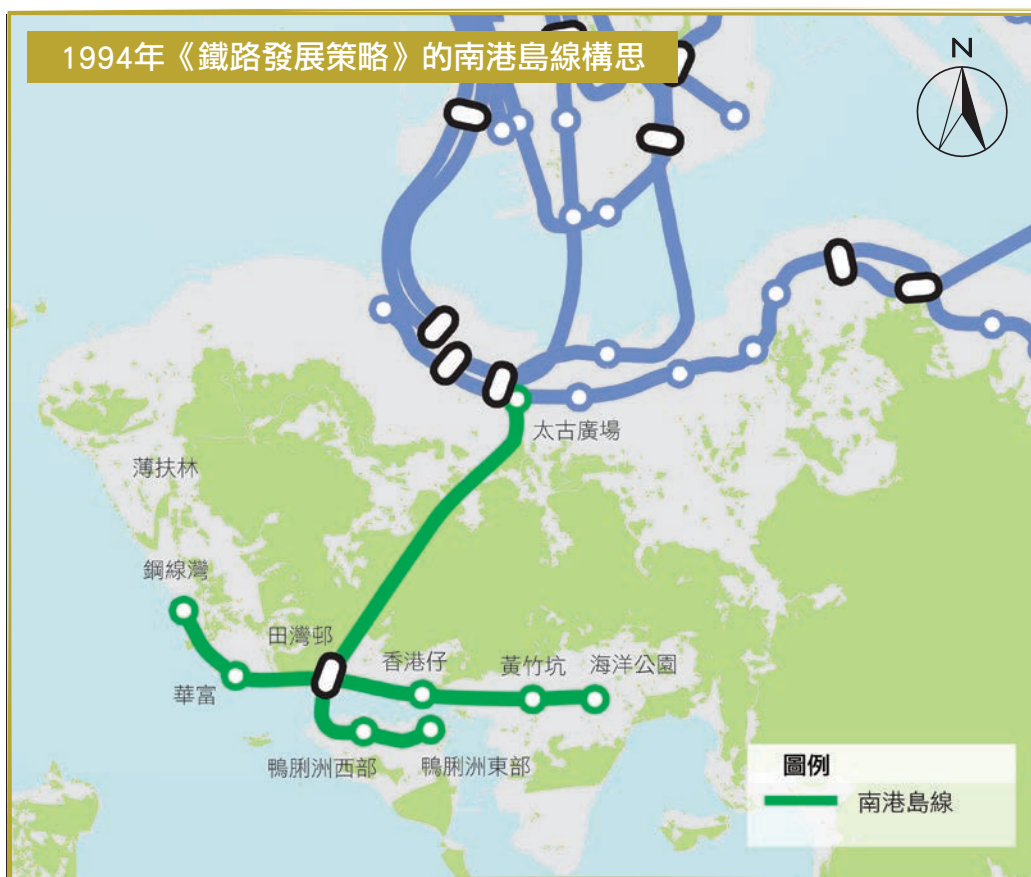 1994年《鐵路發展策略》的南港島線構思
N
太古廣場
薄扶林
鋼線灣
田灣邨
香港仔
黃竹坑
海洋公園
華富
鴨脷洲西部
鴨脷洲東部
圖例
南港島線